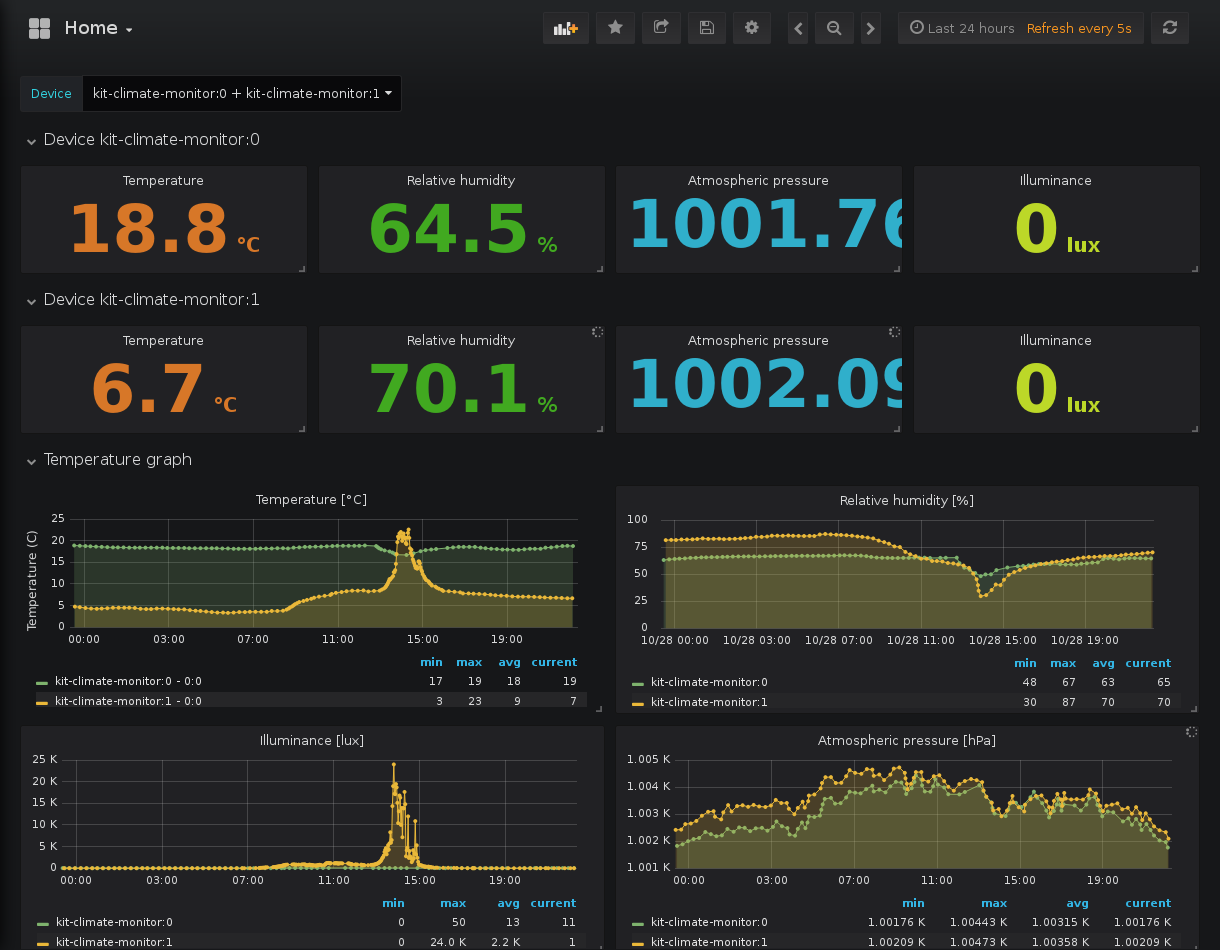 Home
Last 24 hours Refresh every 5s
Device kit-climate-monitor:0 + kit-climate-monitor:1
Device kit-climate-monitor:0
Temperature Relative humidity Atmospheric pressure Illuminance
18.8 °C 64.5 % 1001.76 0 lux
Device kit-climate-monitor:1
Temperature Relative humidity Atmospheric pressure Illuminance
6.7 °C 70.1 % 1002.09 0 lux
Temperature graph
Temperature [°C]
Temperature (C)
25
20
15
10
5
0
00:00 03:00 07:00 11:00 15:00 19:00
min max avg current
kit-climate-monitor:0 - 0:0 17 19 18 19
kit-climate-monitor:1 - 0:0 3 23 9 7
Relative humidity [%]
100
75
50
25
0
10/28 00:00 10/28 03:00 10/28 07:00 10/28 11:00 10/28 15:00 10/28 19:00
min max avg current
kit-climate-monitor:0 48 67 63 65
kit-climate-monitor:1 30 87 70 70
Illuminance [lux]
25 K
20 K
15 K
10 K
5 K
0
00:00 03:00 07:00 11:00 15:00 19:00
min max avg current
kit-climate-monitor:0 0 50 13 11
kit-climate-monitor:1 0 24.0 K 2.2 K 1
Atmospheric pressure [hPa]
1.005 K
1.004 K
1.003 K
1.002 K
1.001 K
00:00 03:00 07:00 11:00 15:00 19:00
min max avg current
kit-climate-monitor:0 1.00176 K 1.00443 K 1.00315 K 1.00176 K
kit-climate-monitor:1 1.00209 K 1.00473 K 1.00358 K 1.00209 K